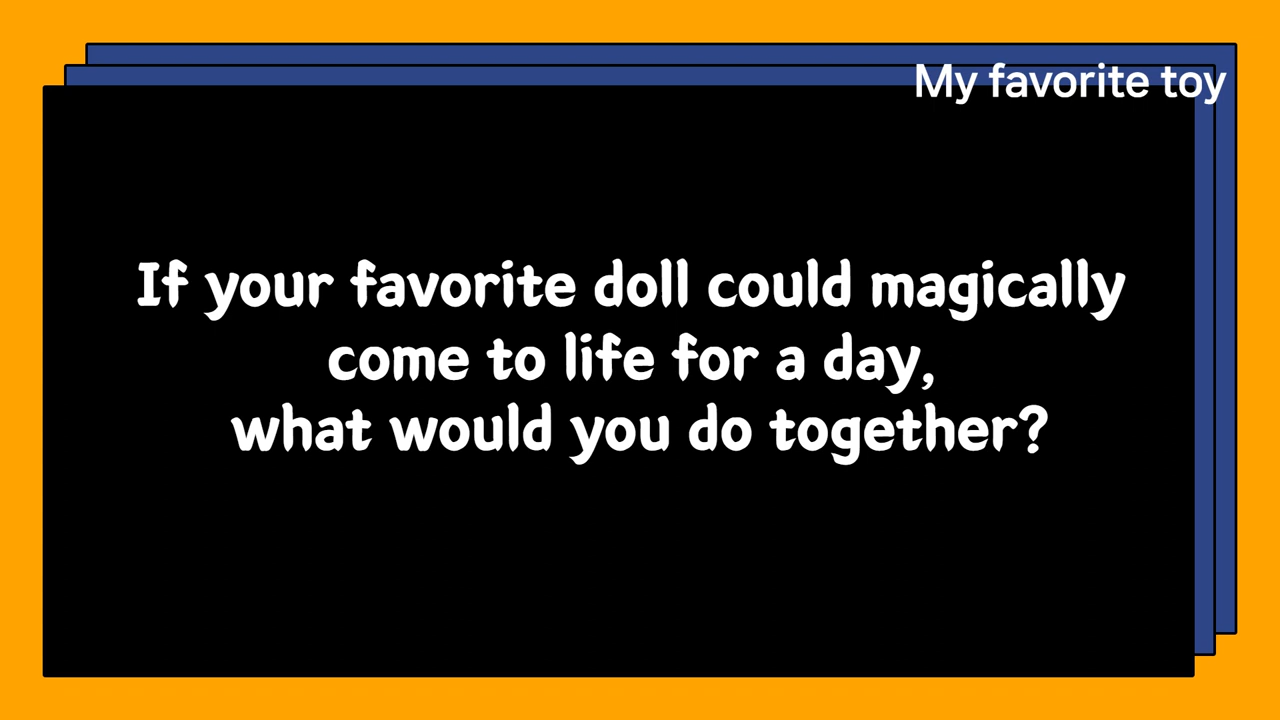 My favorite toy
If your favorite doll could magically
come to life for a day,
what would you do together?